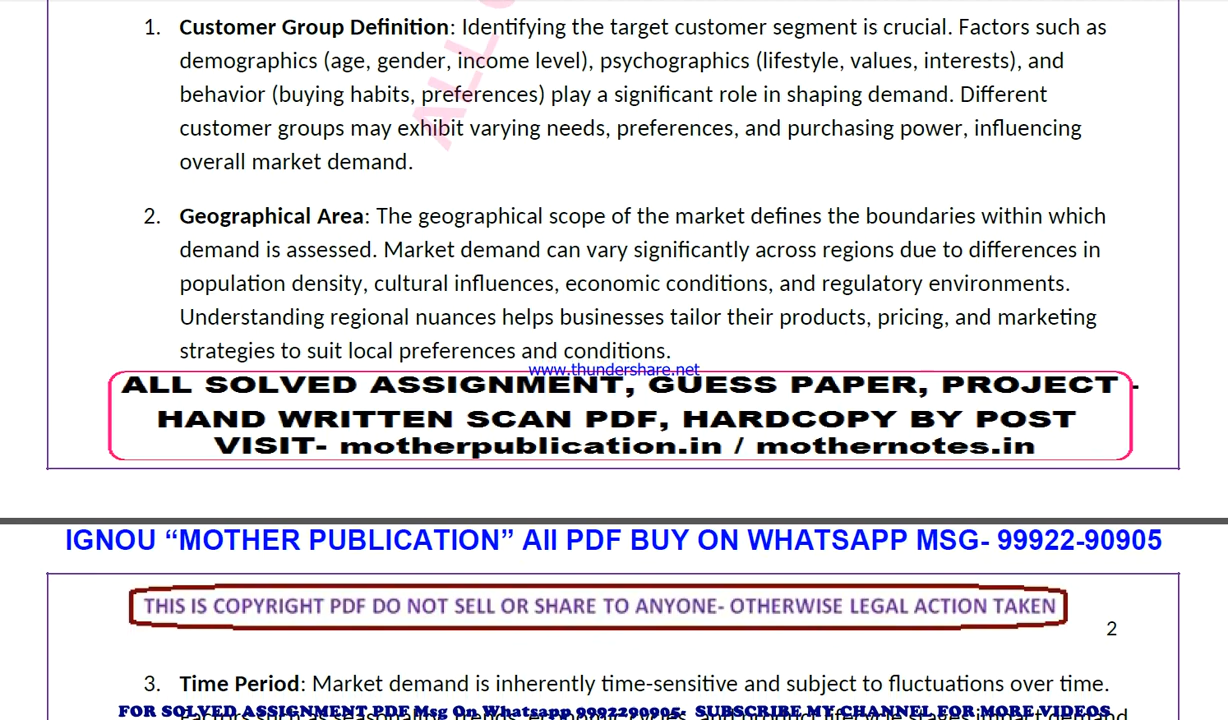 1. Customer Group Definition: Identifying the target customer segment is crucial. Factors such as
demographics (age, gender, income level), psychographics (lifestyle, values, interests), and
behavior (buying habits, preferences) play a significant role in shaping demand. Different
customer groups may exhibit varying needs, preferences, and purchasing power, influencing
overall market demand.
2. Geographical Area: The geographical scope of the market defines the boundaries within which
demand is assessed. Market demand can vary significantly across regions due to differences in
population density, cultural influences, economic conditions, and regulatory environments.
Understanding regional nuances helps businesses tailor their products, pricing, and marketing
strategies to suit local preferences and conditions.
www.thundershare.net
ALL SOLVED ASSIGNMENT, GUESS PAPER, PROJECT -
HAND WRITTEN SCAN PDF, HARDCOPY BY POST
VISIT- motherpublication.in / mothernotes.in
IGNOU “MOTHER PUBLICATION” All PDF BUY ON WHATSAPP MSG- 99922-90905
THIS IS COPYRIGHT PDF DO NOT SELL OR SHARE TO ANYONE- OTHERWISE LEGAL ACTION TAKEN
2
3. Time Period: Market demand is inherently time-sensitive and subject to fluctuations over time.
FOR SOLVED ASSIGNMENT PDF Msg On Whatsapp 9992290905- SUBSCRIBE MY CHANNEL FOR MORE VIDEOS